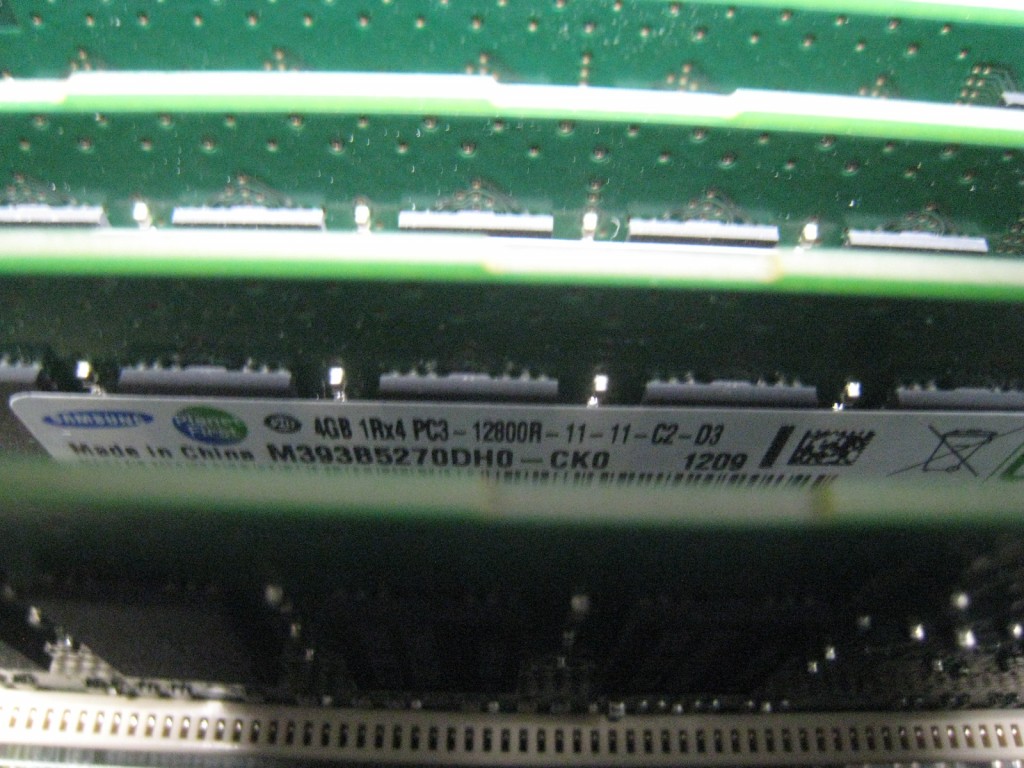 SAMSUNG 4GB 1Rx4 PC3-12800R-11-11-C2-D3
Made in China M393B5270DH0-CK0 1209